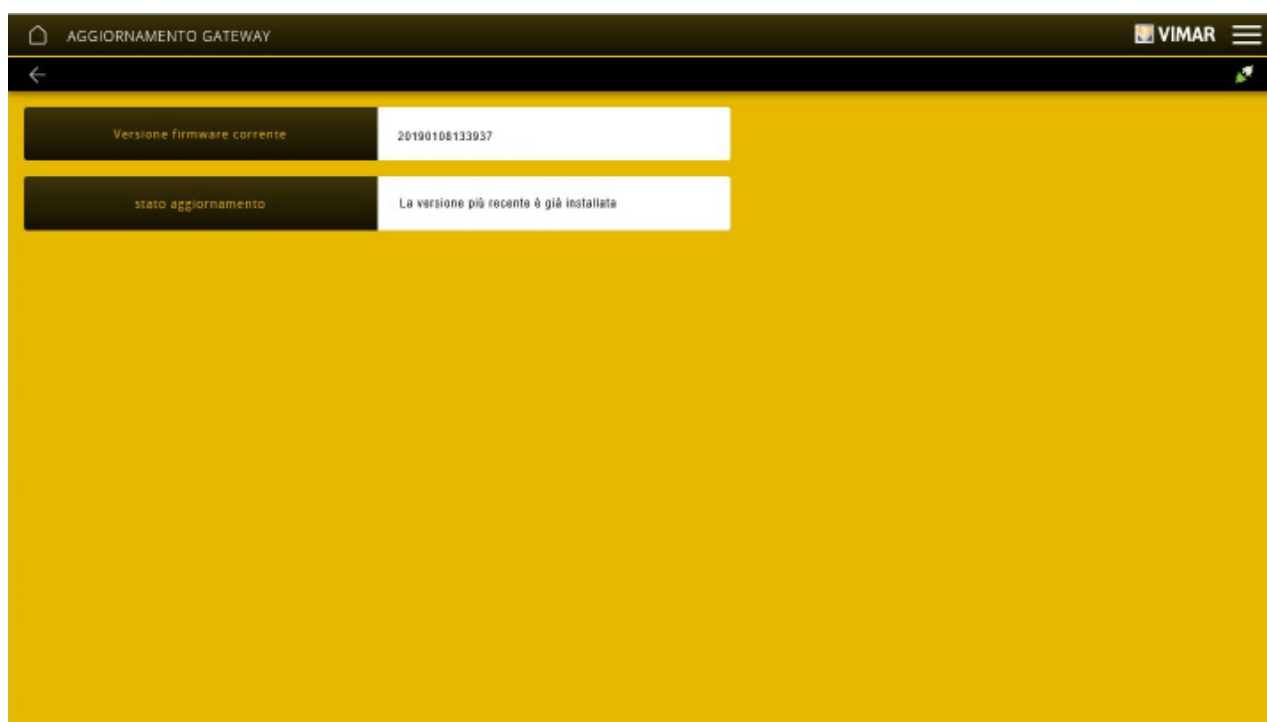 AGGIORNAMENTO GATEWAY
VIMAR
Versione firmware corrente
20190108133937
stato aggiornamento
La versione più recente è già installata